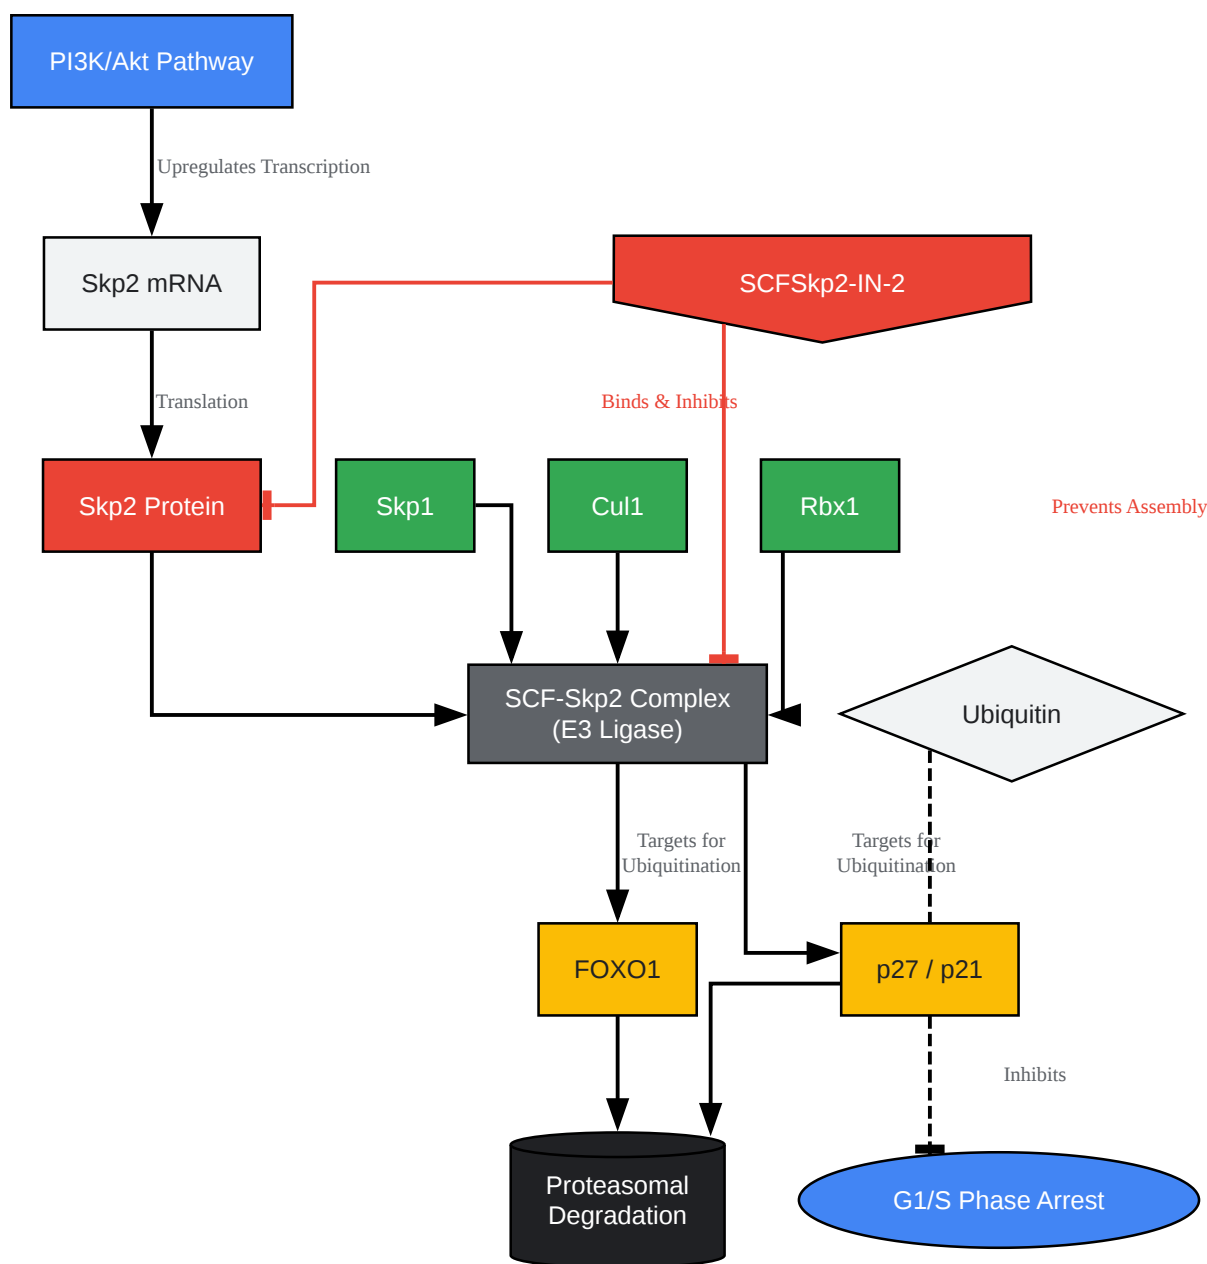 PI3K/Akt Pathway
Upregulates Transcription
Skp2 mRNA
SCFSkp2-IN-2
Translation
Binds & Inhibits
Skp2 Protein
Skp1
Cul1
Rbx1
Prevents Assembly
SCF-Skp2 Complex
(E3 Ligase)
Ubiquitin
Targets for
Ubiquitination
Targets for
Ubiquitination
FOXO1
p27 / p21
Inhibits
Proteasomal
Degradation
G1/S Phase Arrest